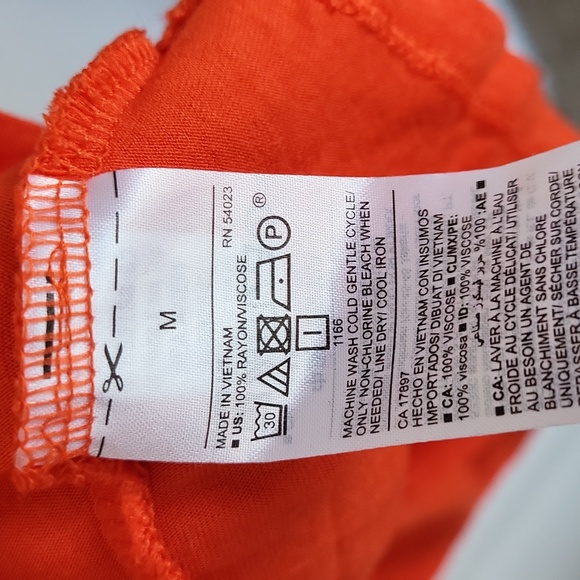 M
MADE IN VIETNAM RN 54023
■ US: 100% RAYON/VISCOSE ®
30 P
1166
MACHINE WASH COLD GENTLE CYCLE/
ONLY NON-CHLORINE BLEACH WHEN
NEEDED/ LINE DRY/ COOL IRON
CA 17897
HECHO EN VIETNAM CON INSUMOS
IMPORTADOS/DIBUAT DI VIETNAM
■ CA: 100% VISCOSE ■ CL/MX/PE:
100% viscosa ■ ID: 100% VISCOSE
■ AE: 100%
■ CA: LAVER À LA MACHINE À L'EAU
FROIDE AU CYCLE DÉLICAT/ UTILISER
AU BESOIN UN AGENT DE
BLANCHIMENT SANS CHLORE
UNIQUEMENT/ SÉCHER SUR CORDE/
REPASSER À BASSE TEMPÉRATURE